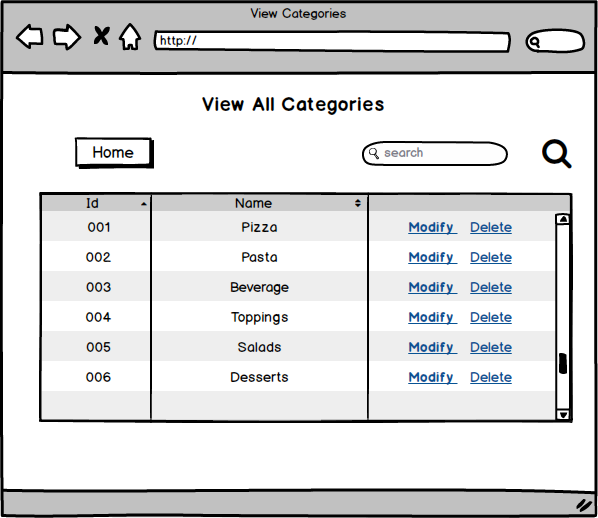 View Categories
http://
View All Categories
Home
search
Id Name
001 Pizza Modify Delete
002 Pasta Modify Delete
003 Beverage Modify Delete
004 Toppings Modify Delete
005 Salads Modify Delete
006 Desserts Modify Delete